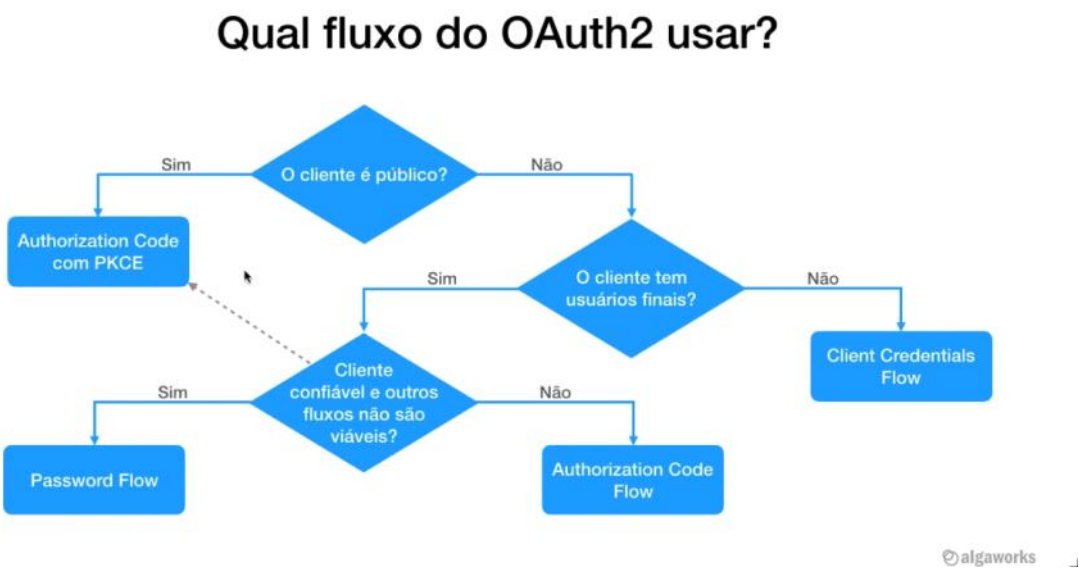 Qual fluxo do OAuth2 usar?
Sim
O cliente é público?
Não
Authorization Code
com PKCE
Sim
O cliente tem
usuários finais?
Não
Client Credentials
Flow
Sim
Cliente
confiável e outros
fluxos não são
viáveis?
Não
Password Flow
Authorization Code
Flow
algaworks